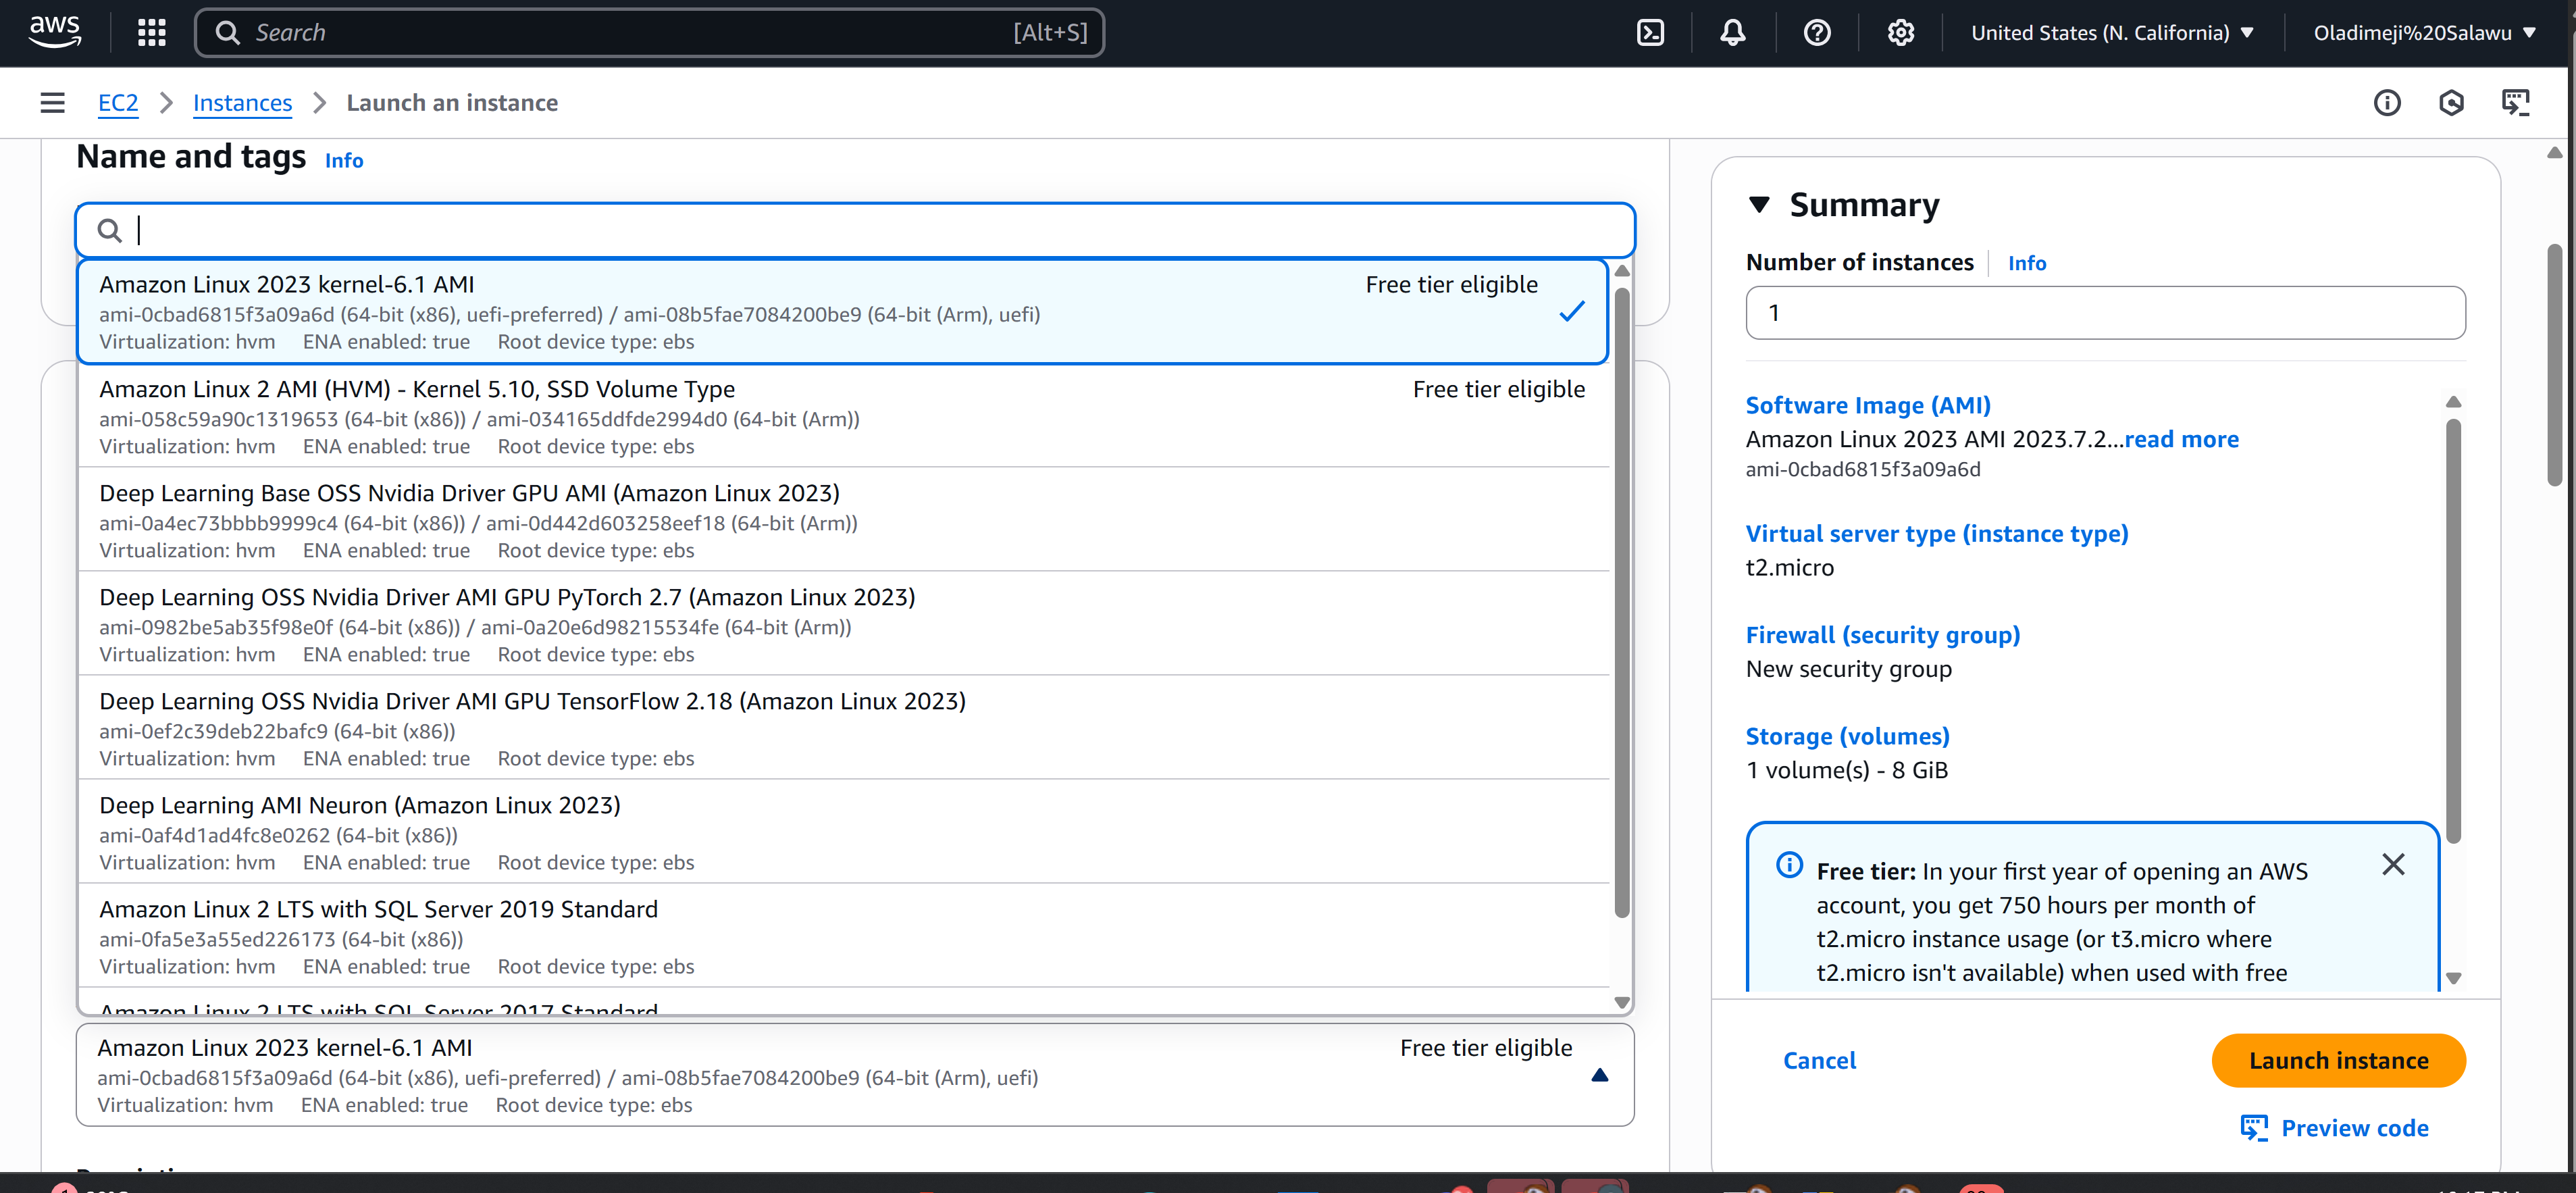 aws
Search [Alt+S]
United States (N. California)
Oladimeji%20Salawu
EC2 Instances Launch an instance
Name and tags Info
Amazon Linux 2023 kernel-6.1 AMI Free tier eligible
ami-0cbad6815f3a09a6d (64-bit (x86), uefi-preferred) / ami-08b5fae7084200be9 (64-bit (Arm), uefi)
Virtualization: hvm ENA enabled: true Root device type: ebs
Amazon Linux 2 AMI (HVM) - Kernel 5.10, SSD Volume Type Free tier eligible
ami-058c59a90c1319653 (64-bit (x86)) / ami-034165ddfde2994d0 (64-bit (Arm))
Virtualization: hvm ENA enabled: true Root device type: ebs
Deep Learning Base OSS Nvidia Driver GPU AMI (Amazon Linux 2023)
ami-0a4ec73bbbb9999c4 (64-bit (x86)) / ami-0d442d603258eef18 (64-bit (Arm))
Virtualization: hvm ENA enabled: true Root device type: ebs
Deep Learning OSS Nvidia Driver AMI GPU PyTorch 2.7 (Amazon Linux 2023)
ami-0982be5ab35f98e0f (64-bit (x86)) / ami-0a20e6d98215534fe (64-bit (Arm))
Virtualization: hvm ENA enabled: true Root device type: ebs
Deep Learning OSS Nvidia Driver AMI GPU TensorFlow 2.18 (Amazon Linux 2023)
ami-0ef2c39deb22bafc9 (64-bit (x86))
Virtualization: hvm ENA enabled: true Root device type: ebs
Deep Learning AMI Neuron (Amazon Linux 2023)
ami-0af4d1ad4fc8e0262 (64-bit (x86))
Virtualization: hvm ENA enabled: true Root device type: ebs
Amazon Linux 2 LTS with SQL Server 2019 Standard
ami-0fa5e3a55ed226173 (64-bit (x86))
Virtualization: hvm ENA enabled: true Root device type: ebs
Amazon Linux 2 LTS with SQL Server 2017 Standard
Amazon Linux 2023 kernel-6.1 AMI Free tier eligible
ami-0cbad6815f3a09a6d (64-bit (x86), uefi-preferred) / ami-08b5fae7084200be9 (64-bit (Arm), uefi)
Virtualization: hvm ENA enabled: true Root device type: ebs
Summary
Number of instances Info
1
Software Image (AMI)
Amazon Linux 2023 AMI 2023.7.2...read more
ami-0cbad6815f3a09a6d
Virtual server type (instance type)
t2.micro
Firewall (security group)
New security group
Storage (volumes)
1 volume(s) - 8 GiB
Free tier: In your first year of opening an AWS
account, you get 750 hours per month of
t2.micro instance usage (or t3.micro where
t2.micro isn't available) when used with free
Cancel
Launch instance
Preview code